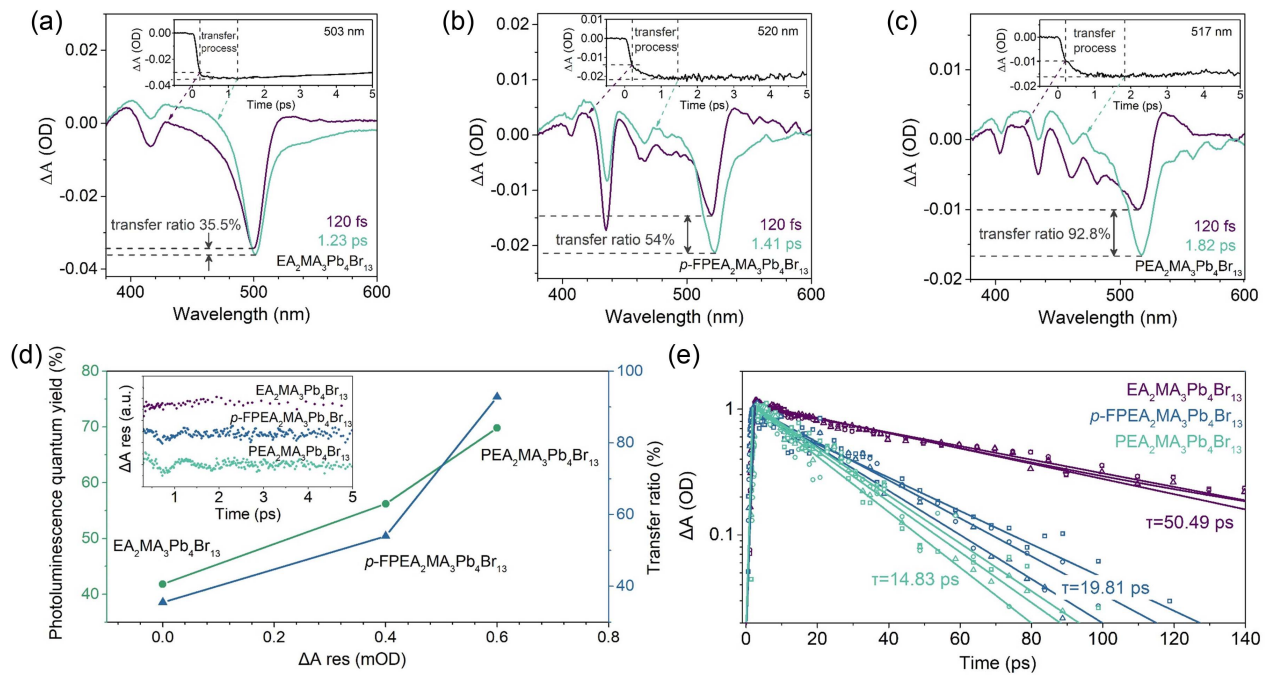 (a)
0.03
0.00
-0.02
-0.04
ΔA (OD)
0.00
-0.02
-0.04
ΔA (OD)
transfer
process
503 nm
0 1 2 3 4 5
Time (ps)
transfer ratio 35.5%
120 fs
1.23 ps
EA₂MA₃Pb₄Br₁₃
400 500 600
Wavelength (nm)
(b)
0.02
0.01
0.00
-0.01
-0.02
ΔA (OD)
0.01
0.00
-0.01
-0.02
ΔA (OD)
transfer
process
520 nm
0 1 2 3 4 5
Time (ps)
transfer ratio 54%
120 fs
1.41 ps
p-FPEA₂MA₃Pb₄Br₁₃
400 500 600
Wavelength (nm)
(c)
0.02
0.01
0.00
-0.01
-0.02
ΔA (OD)
0.01
0.00
-0.01
-0.02
ΔA (OD)
transfer
process
517 nm
0 1 2 3 4 5
Time (ps)
transfer ratio 92.8%
120 fs
1.82 ps
PEA₂MA₃Pb₄Br₁₃
400 500 600
Wavelength (nm)
(d)
Photoluminescence quantum yield (%)
80
70
60
50
40
ΔA res (a.u.)
EA₂MA₃Pb₄Br₁₃
p-FPEA₂MA₃Pb₄Br₁₃
PEA₂MA₃Pb₄Br₁₃
1 2 3 4 5
Time (ps)
EA₂MA₃Pb₄Br₁₃
PEA₂MA₃Pb₄Br₁₃
p-FPEA₂MA₃Pb₄Br₁₃
100
80
60
40
Transfer ratio (%)
0.0 0.2 0.4 0.6 0.8
ΔA res (mOD)
(e)
ΔA (OD)
1
0.1
EA₂MA₃Pb₄Br₁₃
p-FPEA₂MA₃Pb₄Br₁₃
PEA₂MA₃Pb₄Br₁₃
τ=50.49 ps
τ=14.83 ps
τ=19.81 ps
0 20 40 60 80 100 120 140
Time (ps)